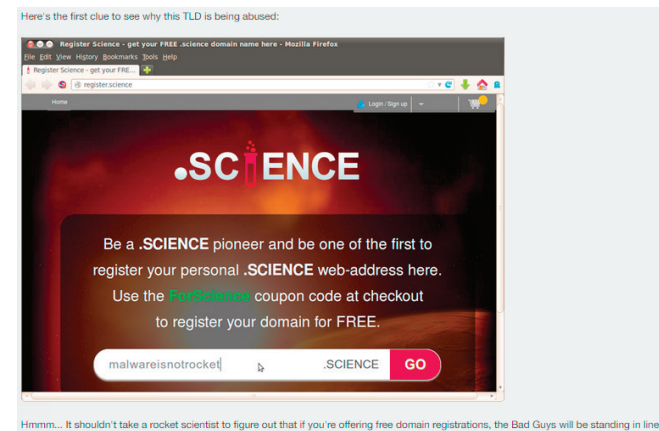 Here's the first clue to see why this TLD is being abused:
Register Science - get your FREE .science domain name here - Mozilla Firefox
File Edit View History Bookmarks Tools Help
Register Science - get your FRE...
register.science
Home
Login / Sign up
.SCIENCE
Be a .SCIENCE pioneer and be one of the first to
register your personal .SCIENCE web-address here.
Use the ForScience coupon code at checkout
to register your domain for FREE.
malwareisnotrocket .SCIENCE GO
Hmmm... It shouldn't take a rocket scientist to figure out that if you're offering free domain registrations, the Bad Guys will be standing in line